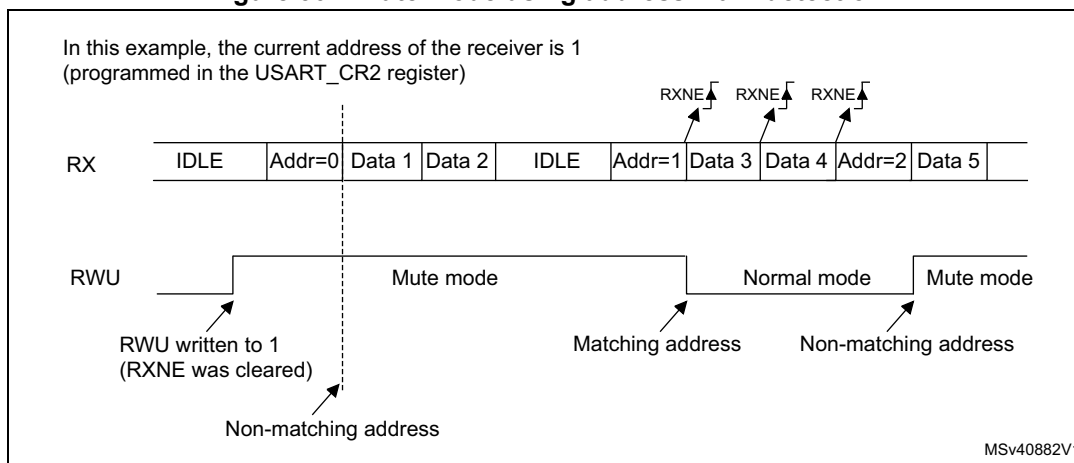 In this example, the current address of the receiver is 1
(programmed in the USART_CR2 register)
RXNE RXNE RXNE
RX IDLE Addr=0 Data 1 Data 2 IDLE Addr=1 Data 3 Data 4 Addr=2 Data 5
RWU Mute mode Normal mode Mute mode
RWU written to 1 Matching address Non-matching address
(RXNE was cleared)
Non-matching address
MSv40882V1